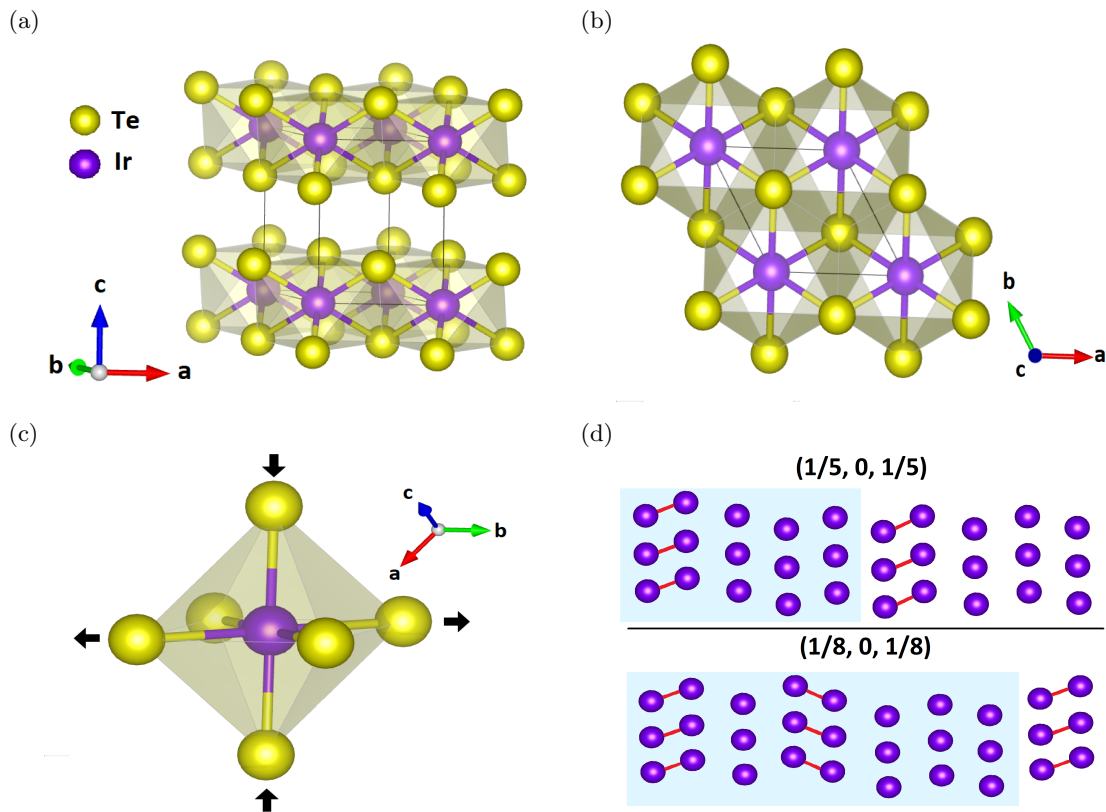 (a)
Te
Ir
c
b
a
(b)
b
c
a
(c)
c
b
a
(d)
(1/5, 0, 1/5)
(1/8, 0, 1/8)